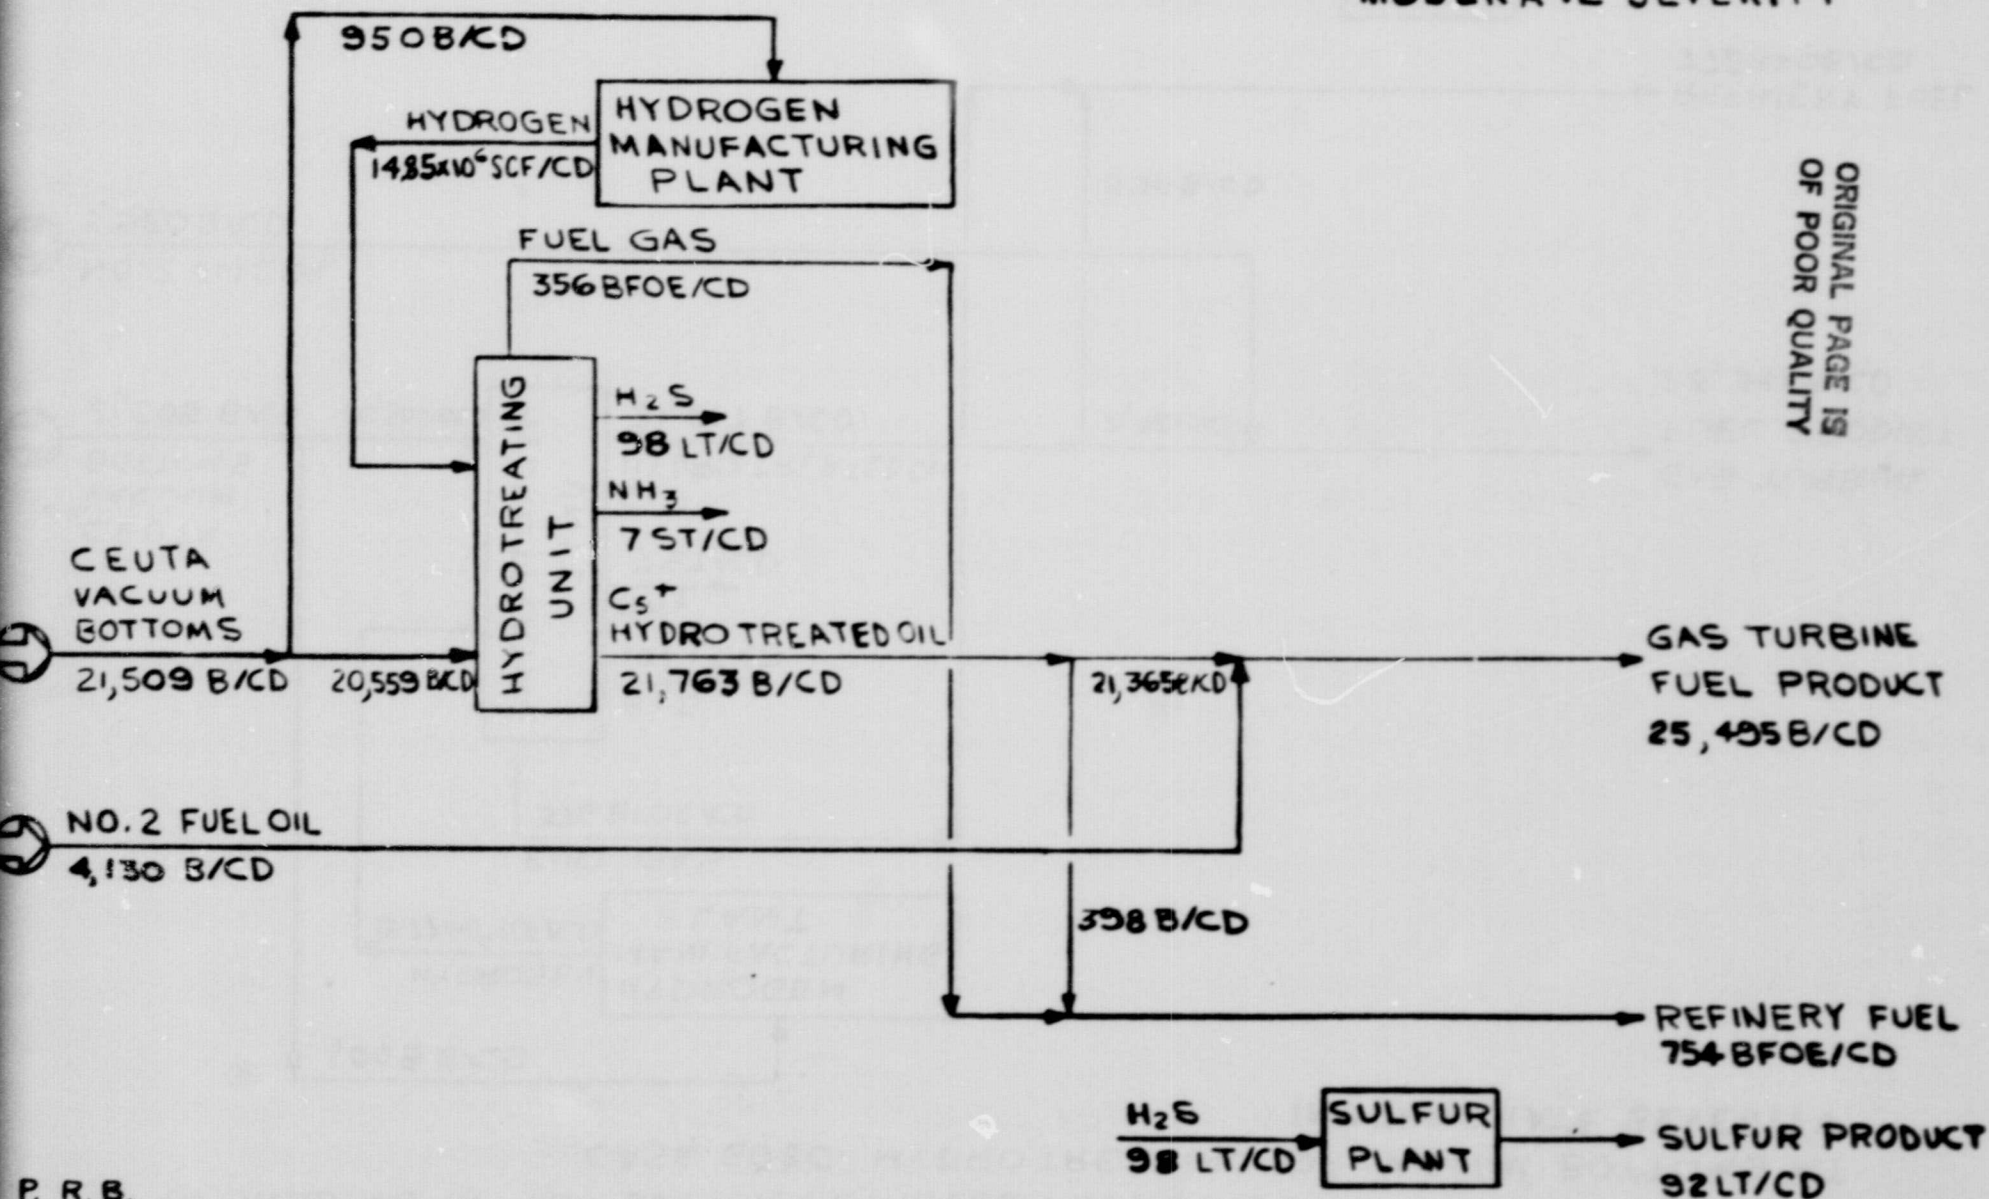 MODERATE SEVERITY
950 B/CD
HYDROGEN
MANUFACTURING
PLANT
HYDROGEN
14.85x10⁶ SCF/CD
ORIGINAL PAGE IS
OF POOR QUALITY
FUEL GAS
356 BFOE/CD
HYDROTREATING
UNIT
H₂S
98 LT/CD
NH₃
7 ST/CD
C₅+
HYDROTREATED OIL
21,763 B/CD
CEUTA
VACUUM
BOTTOMS
21,509 B/CD
20,559 B/CD
21,365 B/CD
GAS TURBINE
FUEL PRODUCT
25,495 B/CD
NO. 2 FUEL OIL
4,130 B/CD
398 B/CD
REFINERY FUEL
754 BFOE/CD
H₂S
98 LT/CD
SULFUR
PLANT
SULFUR PRODUCT
92 LT/CD
P. R. B.